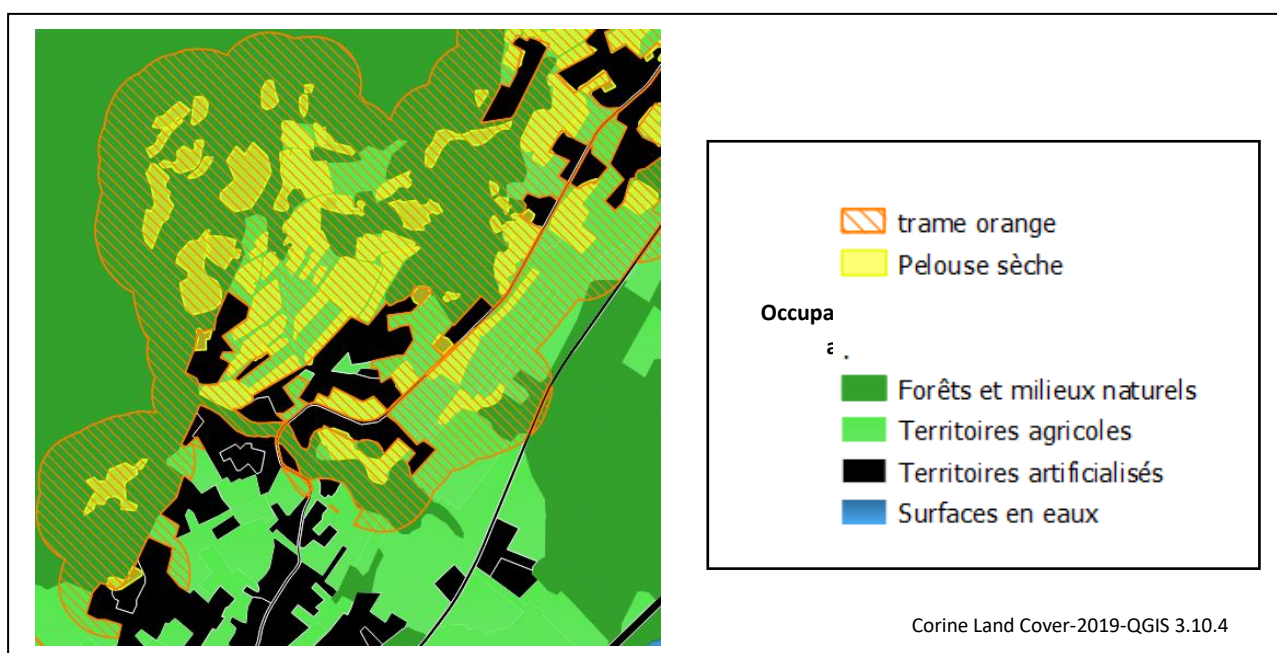 trame orange
Pelouse sèche
Occupa
Forêts et milieux naturels
Territoires agricoles
Territoires artificialisés
Surfaces en eaux
Corine Land Cover-2019-QGIS 3.10.4